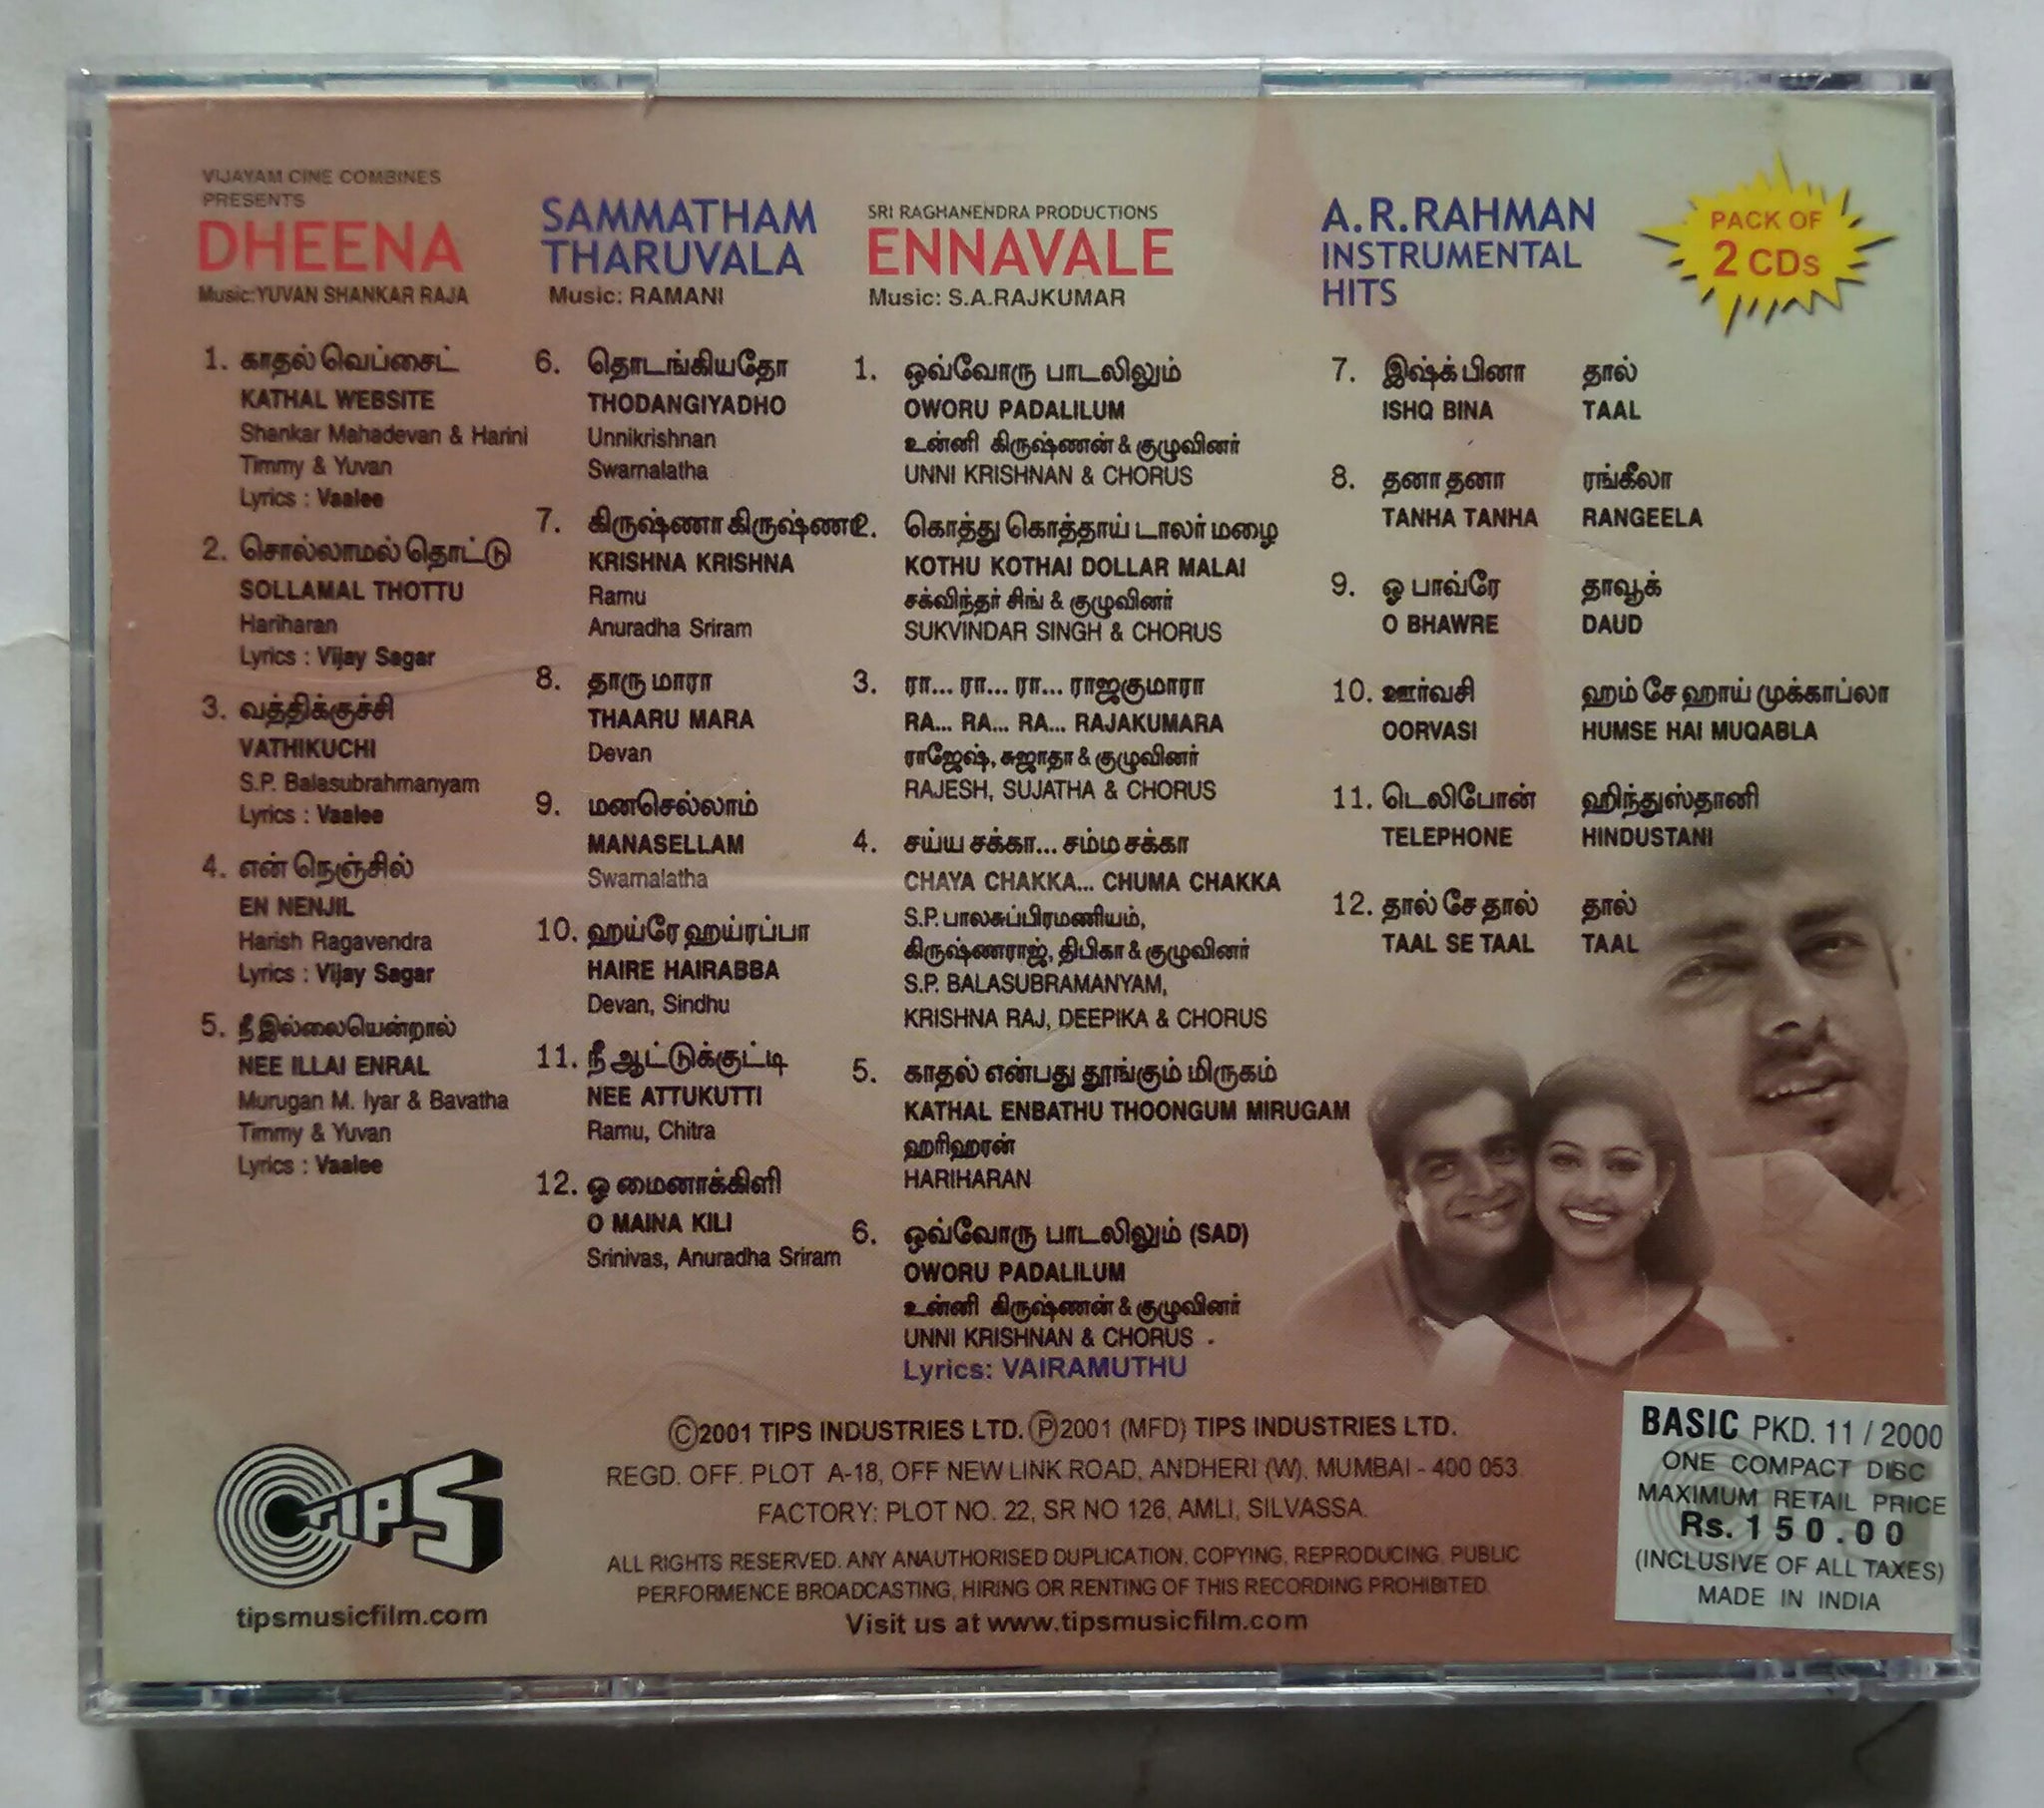 VIJAYAM CINE COMBINES
PRESENTS
DHEENA
Music:YUVAN SHANKAR RAJA
1. காதல் வெப்சைட்
KATHAL WEBSITE
Shankar Mahadevan & Harini
Timmy & Yuvan
Lyrics : Vaalee
2. சொல்லாமல் தொட்டு
SOLLAMAL THOTTU
Hariharan
Lyrics : Vijay Sagar
3. வத்திக்குச்சி
VATHIKUCHI
S.P. Balasubrahmanyam
Lyrics : Vaalee
4. என் நெஞ்சில்
EN NENJIL
Harish Ragavendra
Lyrics : Vijay Sagar
5. நீ இல்லையென்றால்
NEE ILLAI ENRAL
Murugan M. Iyar & Bavatha
Timmy & Yuvan
Lyrics : Vaalee
SAMMATHAM
THARUVALA
Music: RAMANI
6. தொடங்கியதோ
THODANGIYADHO
Unnikrishnan
Swarnalatha
7. கிருஷ்ணா கிருஷ்ணா
KRISHNA KRISHNA
Ramu
Anuradha Sriram
8. தாரு மாரா
THAARU MARA
Devan
9. மனசெல்லாம்
MANASELLAM
Swarnalatha
10. ஹய்ரே ஹய்ரப்பா
HAIRE HAIRABBA
Devan, Sindhu
11. நீ ஆட்டுக்குட்டி
NEE ATTUKUTTI
Ramu, Chitra
12. ஓ மைனாக்கிளி
O MAINA KILI
Srinivas, Anuradha Sriram
SRI RAGHANENDRA PRODUCTIONS
ENNAVALE
Music: S.A.RAJKUMAR
1. ஒவ்வோரு பாடலிலும்
OWORU PADALILUM
உன்னி கிருஷ்ணன் & குழுவினர்
UNNI KRISHNAN & CHORUS
2. கொத்து கொத்தாய் டாலர் மழை
KOTHU KOTHAI DOLLAR MALAI
சக்விந்தர் சிங் & குழுவினர்
SUKVINDAR SINGH & CHORUS
3. ரா... ரா... ரா... ராஜகுமாரா
RA... RA... RA... RAJAKUMARA
ராஜேஷ், சுஜாதா & குழுவினர்
RAJESH, SUJATHA & CHORUS
4. சய்ய சக்கா... சம்ம சக்கா
CHAYA CHAKKA... CHUMA CHAKKA
S.P. பாலசுப்பிரமணியம்,
கிருஷ்ணராஜ், திபிகா & குழுவினர்
S.P. BALASUBRAMANYAM,
KRISHNA RAJ, DEEPIKA & CHORUS
5. காதல் என்பது தூங்கும் மிருகம்
KATHAL ENBATHU THOONGUM MIRUGAM
ஹரிஹரன்
HARIHARAN
6. ஒவ்வோரு பாடலிலும் (SAD)
OWORU PADALILUM
உன்னி கிருஷ்ணன் & குழுவினர்
UNNI KRISHNAN & CHORUS .
Lyrics: VAIRAMUTHU
A.R.RAHMAN
INSTRUMENTAL
HITS
PACK OF
2 CDs
7. இஷ்க் பினா தால்
ISHQ BINA TAAL
8. தனா தனா ரங்கீலா
TANHA TANHA RANGEELA
9. ஓ பாவ்ரே தாவூக்
O BHAWRE DAUD
10. ஊர்வசி ஹம் சே ஹாய் முக்காப்லா
OORVASI HUMSE HAI MUQABLA
11. டெலிபோன் ஹிந்துஸ்தானி
TELEPHONE HINDUSTANI
12. தால் சே தால் தால்
TAAL SE TAAL TAAL
©2001 TIPS INDUSTRIES LTD. Ⓟ2001 (MFD) TIPS INDUSTRIES LTD.
REGD. OFF. PLOT A-18, OFF NEW LINK ROAD, ANDHERI (W), MUMBAI - 400 053.
FACTORY: PLOT NO. 22, SR NO 126, AMLI, SILVASSA.
ALL RIGHTS RESERVED. ANY ANAUTHORISED DUPLICATION, COPYING, REPRODUCING, PUBLIC
PERFORMENCE BROADCASTING, HIRING OR RENTING OF THIS RECORDING PROHIBITED.
Visit us at www.tipsmusicfilm.com
TIPS
tipsmusicfilm.com
BASIC PKD. 11 / 2000
ONE COMPACT DISC
MAXIMUM RETAIL PRICE
Rs. 150.00
(INCLUSIVE OF ALL TAXES)
MADE IN INDIA